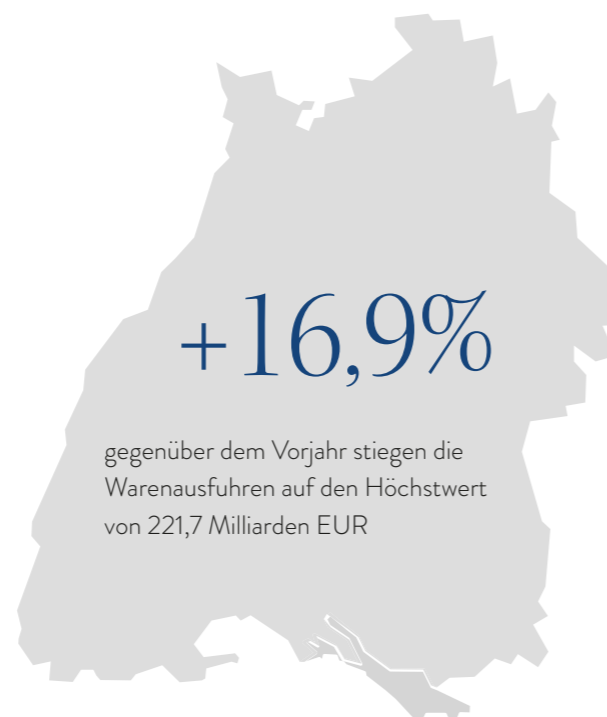 +16,9%
gegenüber dem Vorjahr stiegen die
Warenausfuhren auf den Höchstwert
von 221,7 Milliarden EUR